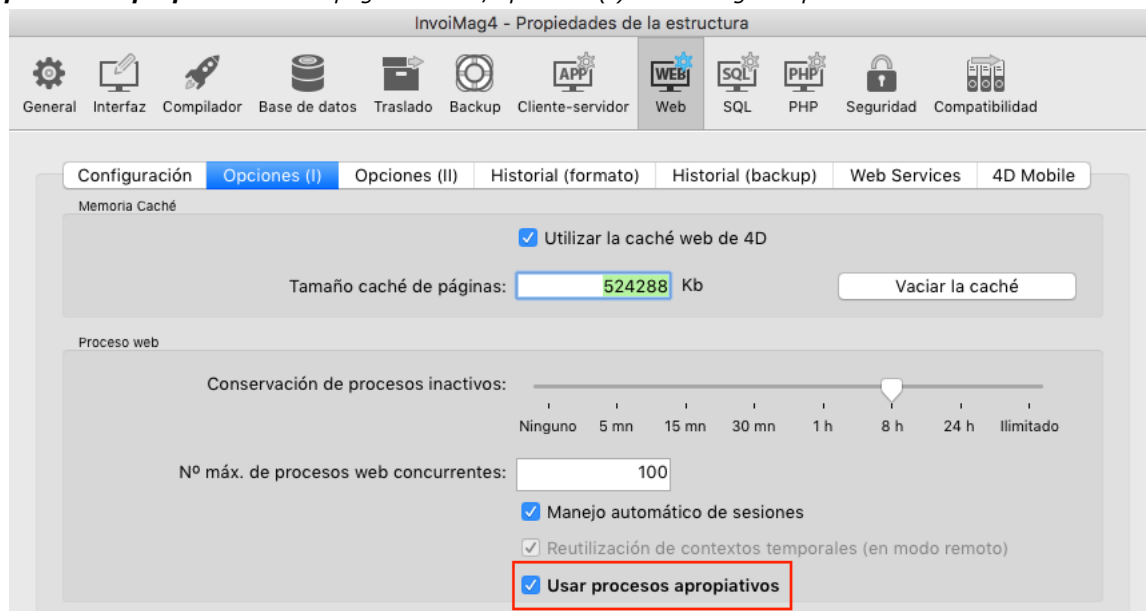 InvoiMag4 - Propiedades de la estructura
General Interfaz Compilador Base de datos Traslado Backup Cliente-servidor Web SQL PHP Seguridad Compatibilidad
APP WEB SQL PHP
Configuración Opciones (I) Opciones (II) Historial (formato) Historial (backup) Web Services 4D Mobile
Memoria Caché
Utilizar la caché web de 4D
Tamaño caché de páginas: 524288 Kb Vaciar la caché
Proceso web
Conservación de procesos inactivos:
Ninguno 5 mn 15 mn 30 mn 1 h 8 h 24 h Ilimitado
Nº máx. de procesos web concurrentes: 100
Manejo automático de sesiones
Reutilización de contextos temporales (en modo remoto)
Usar procesos apropiativos